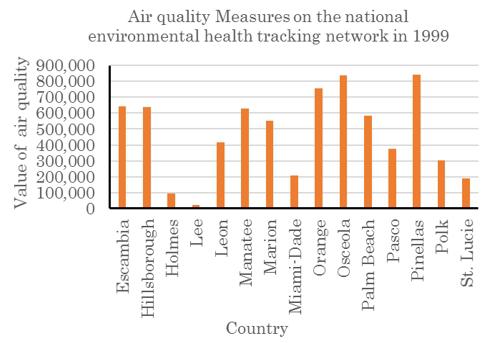 Air quality Measures on the national
environmental health tracking network in 1999
Value of air quality
900,000
800,000
700,000
600,000
500,000
400,000
300,000
200,000
100,000
0
Escambia
Hillsborough
Holmes
Lee
Leon
Manatee
Marion
Miami-Dade
Orange
Osceola
Palm Beach
Pasco
Pinellas
Polk
St. Lucie
Country